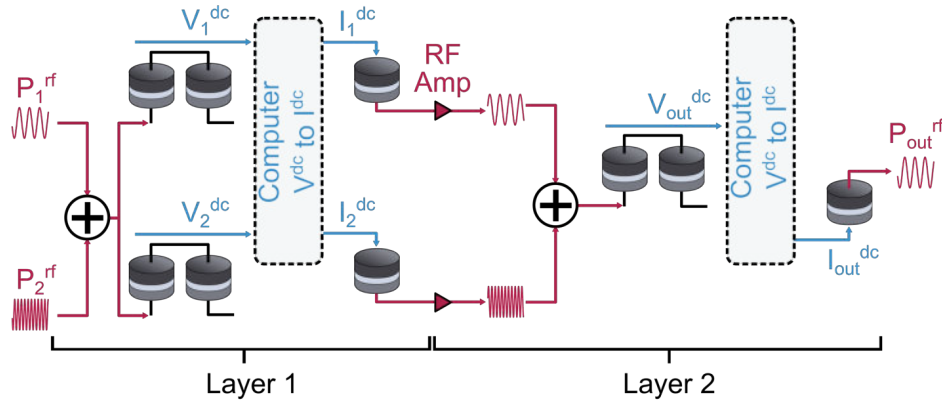 V₁ᵈᶜ
I₁ᵈᶜ
RF
Amp
P₁ʳᶠ
Computer
Vᵈᶜ to Iᵈᶜ
V₂ᵈᶜ
I₂ᵈᶜ
P₂ʳᶠ
Vₒᵤₜᵈᶜ
Computer
Vᵈᶜ to Iᵈᶜ
Pₒᵤₜʳᶠ
Iₒᵤₜᵈᶜ
Layer 1
Layer 2